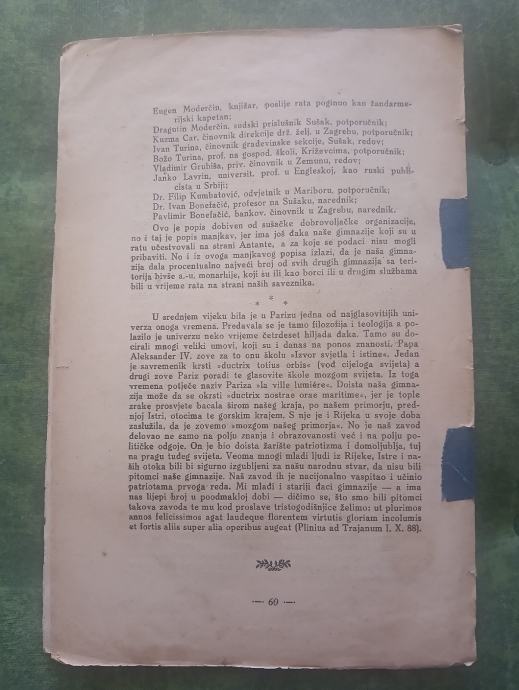 Eugen Moderčin, knjižar, poslije rata poginuo kao žandarme-
rijski kapetan;
Dragutin Moderčin, sudski prislušnik Sušak, potporučnik;
Kuzma Car, činovnik direkcije drž. želj. u Zagrebu, potporučnik;
Ivan Turina, činovnik građevinske sekcije, Sušak, redov;
Božo Turina, prof. na gospod. školi, Križevcima, potporučnik;
Vladimir Grubiša, priv. činovnik u Zemunu, redov;
Janko Lavrin, universit. prof. u Engleskoj, kao ruski publi-
cista u Srbiji;
Dr. Filip Kumbatovič, odvjetnik u Mariboru, potporučnik;
Dr. Ivan Bonefačić, profesor na Sušaku, narednik;
Pavlimir Bonefačić, bankov. činovnik u Zagrebu, narednik.
Ovo je popis dobiven od sušačke dobrovoljačke organizacije,
no i taj je popis manjkav, jer ima još đaka naše gimnazije koji su u
ratu učestvovali na strani Antante, a za koje se podaci nisu mogli
pribaviti. No i iz ovoga manjkavog popisa izlazi, da je naša gimna-
zija dala procentualno najveći broj od svih drugih gimnazija sa teri-
torija bivše a.-u. monarhije, koji su ili kao borci ili u drugim službama
bili u vrijeme rata na strani naših saveznika.
* * *
U srednjem vijeku bila je u Parizu jedna od najglasovitijih uni-
verza onoga vremena. Predavala se je tamo filozofija i teologija a po-
lazilo je univerzu neko vrijeme četrdeset hiljada đaka. Tamo su do-
cirali mnogi veliki umovi, koji su i danas na ponos znanosti. Papa
Aleksander IV. zove za to onu školu »Izvor svjetla i istine«. Jedan
je savremenik krsti »ductrix totius orbis« (vod cijeloga svijeta) a
drugi zove Pariz poradi te glasovite škole mozgom svijeta. Iz toga
vremena potječe naziv Pariza »la ville lumiére«. Doista naša gimna-
zija može da se okrsti »ductrix nostrae orae maritime«, jer je tople
zrake prosvjete bacala širom našeg kraja, po našem primorju, pred-
njoj Istri, otocima te gorskim krajem. S nje je i Rijeka u svoje doba
zaslužila, da je zovemo »mozgom našeg primorja«. No je naš zavod
delovao ne samo na polju znanja i obrazovanosti već i na polju po-
litičke odgoje. On je bio doista žarište patriotizma i domoljublja, tuj
na pragu tuđeg svijeta. Veoma mnogi mladi ljudi iz Rijeke, Istre i na-
ših otoka bili bi sigurno izgubljeni za našu narodnu stvar, da nisu bili
pitomci naše gimnazije. Naš zavod ih je nacijonalno vaspitao i učinio
patriotama prvoga reda. Mi mlađi i stariji đaci gimnazije — a ima
nas lijepi broj u poodmakloj dobi — dičimo se, što smo bili pitomci
takova zavoda te mu kod proslave tristogodišnjice želimo: ut plurimos
annos felicissimos agat laudeque florentem virtutis gloriam incolumis
et fortis aliis super alia operibus augeat (Plinius ad Trajanum I. X. 88).
— 60 —